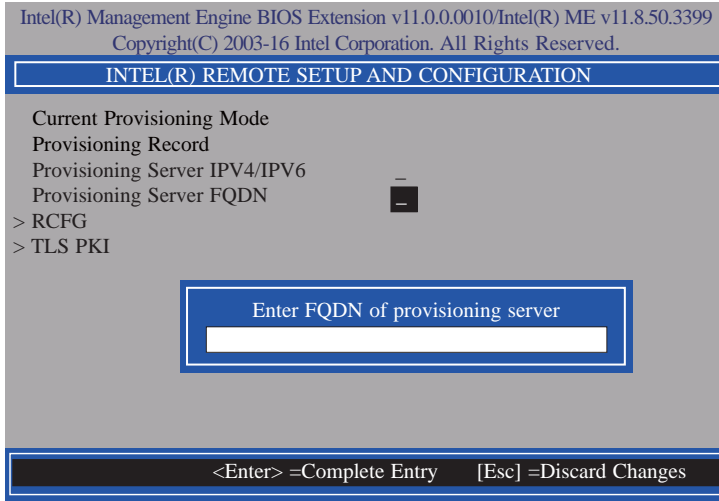 Intel(R) Management Engine BIOS Extension v11.0.0.0010/Intel(R) ME v11.8.50.3399
Copyright(C) 2003-16 Intel Corporation. All Rights Reserved.
INTEL(R) REMOTE SETUP AND CONFIGURATION
Current Provisioning Mode
Provisioning Record
Provisioning Server IPV4/IPV6 _
Provisioning Server FQDN _
> RCFG
> TLS PKI
Enter FQDN of provisioning server
<Enter> =Complete Entry [Esc] =Discard Changes